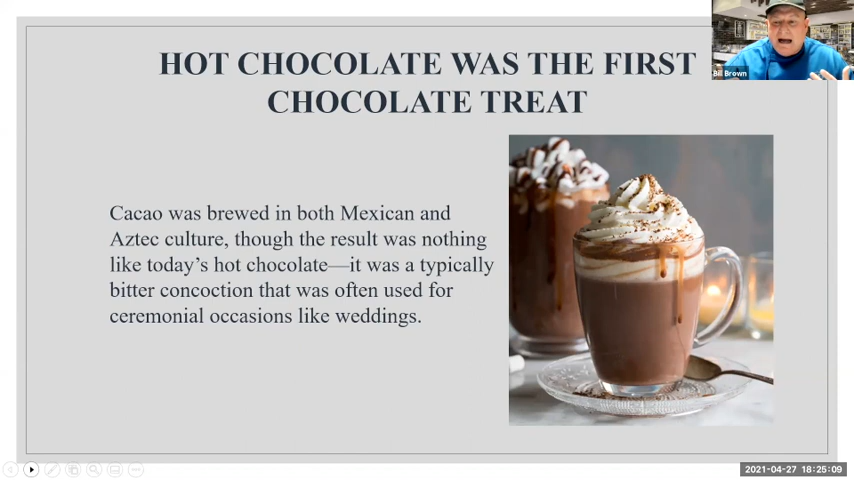 HOT CHOCOLATE WAS THE FIRST
CHOCOLATE TREAT
Bill Brown
Cacao was brewed in both Mexican and
Aztec culture, though the result was nothing
like today’s hot chocolate—it was a typically
bitter concoction that was often used for
ceremonial occasions like weddings.
2021-04-27 18:25:09